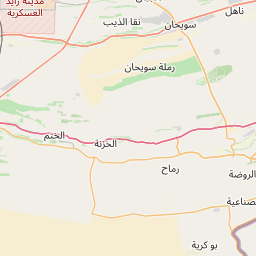 مدينة زايد
العسكرية
ناهل
نقا الذيب
سويحان
رملة سويحان
الختم
الخزنة
رماح
الروضة
صناعية
بو كرية